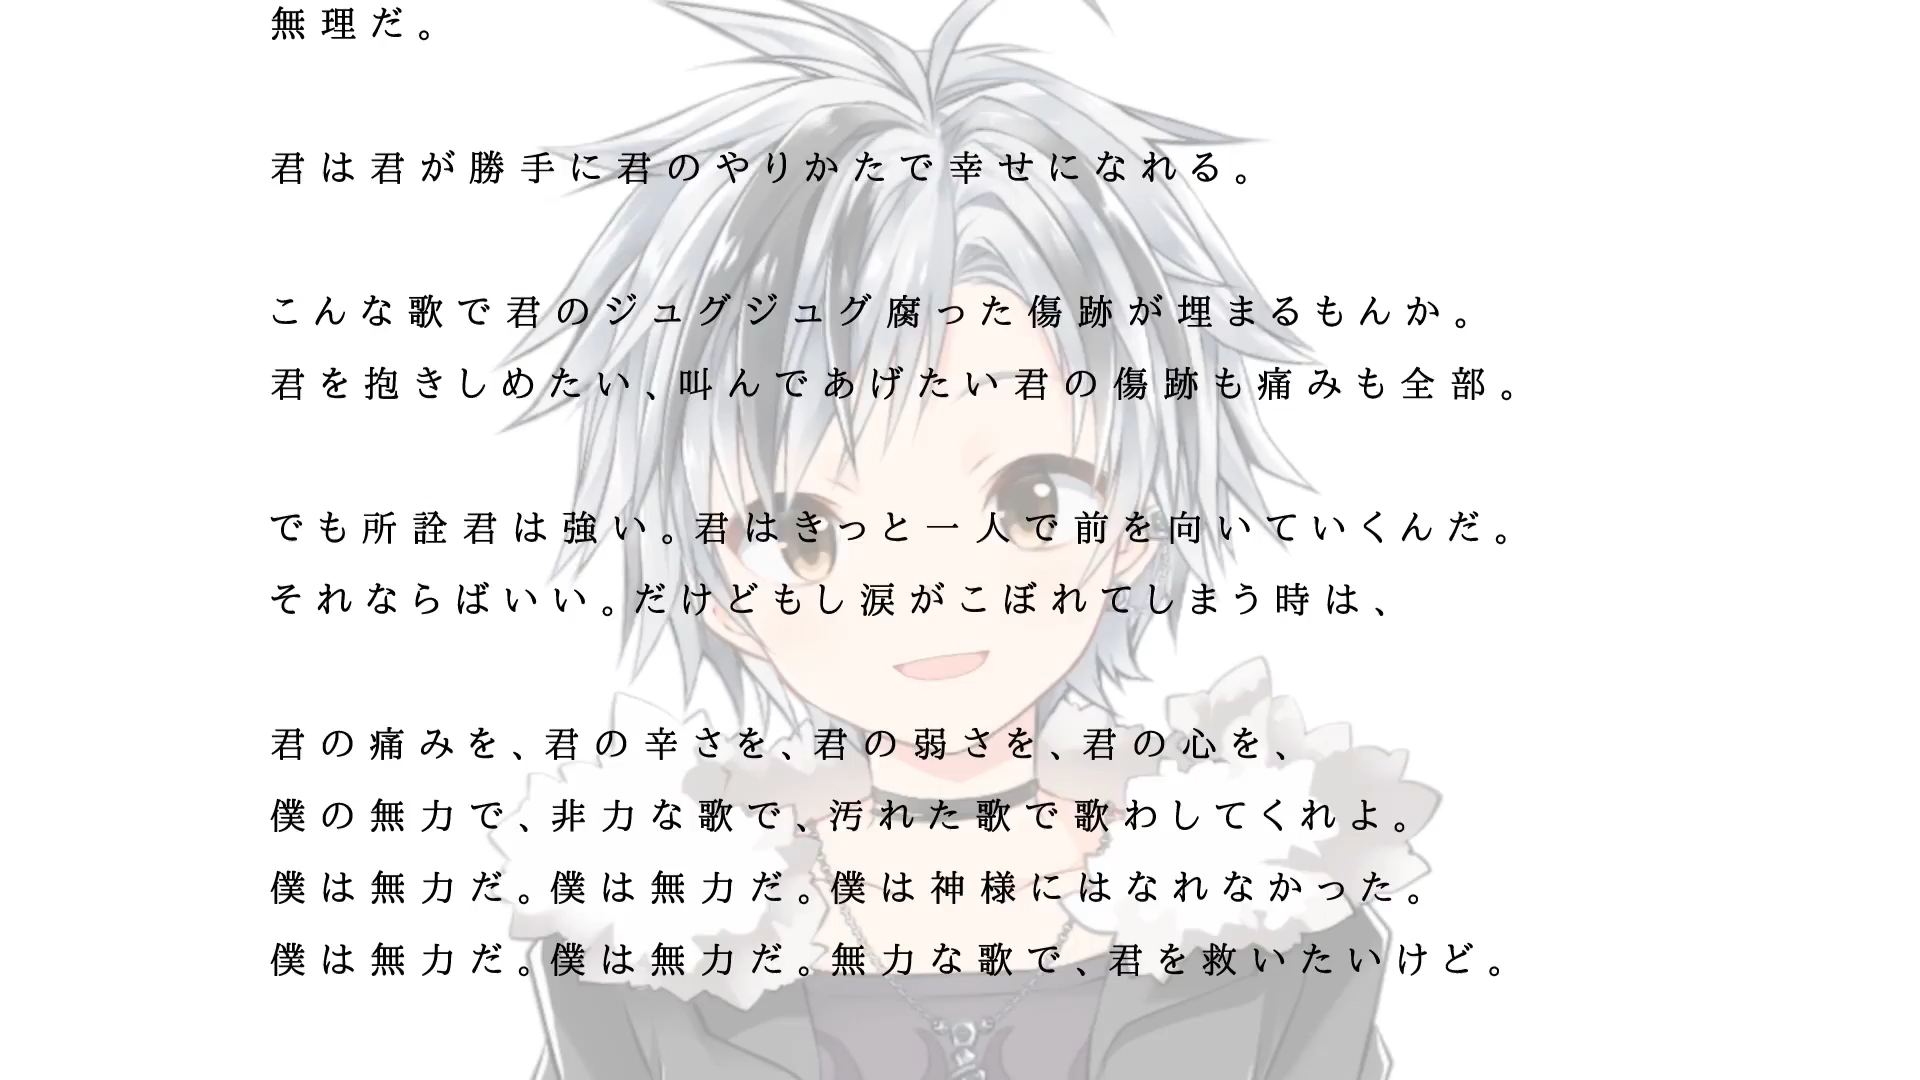 無理だ。
君は君が勝手に君のやりかたで幸せになれる。
こんな歌で君のジュグジュグ腐った傷跡が埋まるもんか。
君を抱きしめたい、叫んであげたい君の傷跡も痛みも全部。
でも所詮君は強い。君はきっと一人で前を向いていくんだ。
それならばいい。だけどもし涙がこぼれてしまう時は、
君の痛みを、君の辛さを、君の弱さを、君の心を、
僕の無力で、非力な歌で、汚れた歌で歌わしてくれよ。
僕は無力だ。僕は無力だ。僕は神様にはなれなかった。
僕は無力だ。僕は無力だ。無力な歌で、君を救いたいけど。